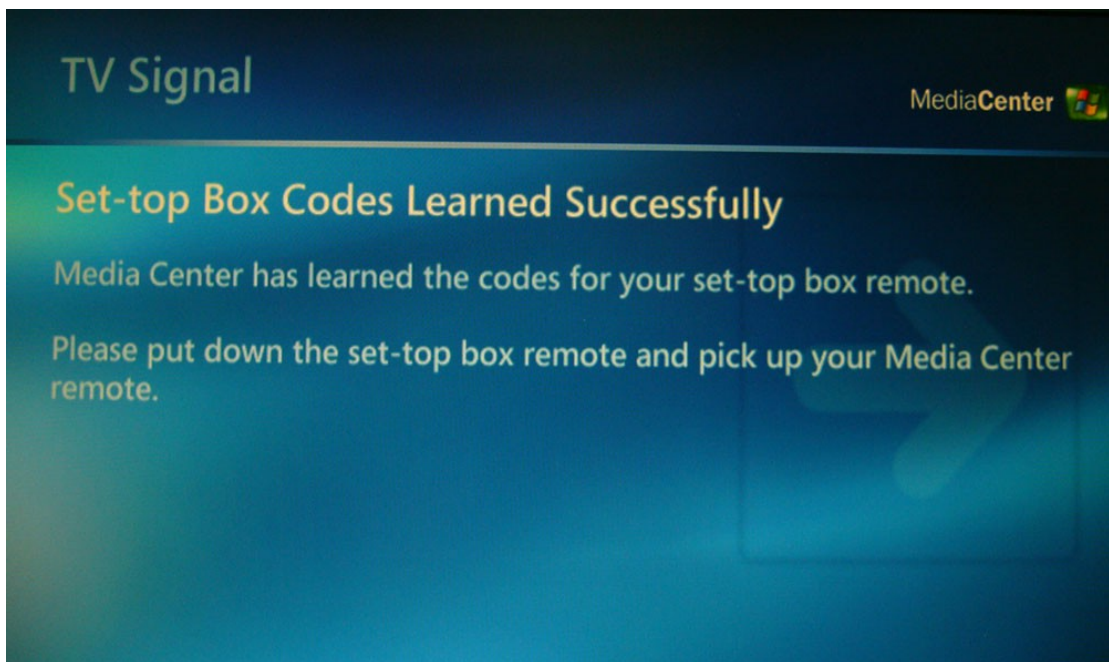 TV Signal
MediaCenter
Set-top Box Codes Learned Successfully
Media Center has learned the codes for your set-top box remote.
Please put down the set-top box remote and pick up your Media Center
remote.